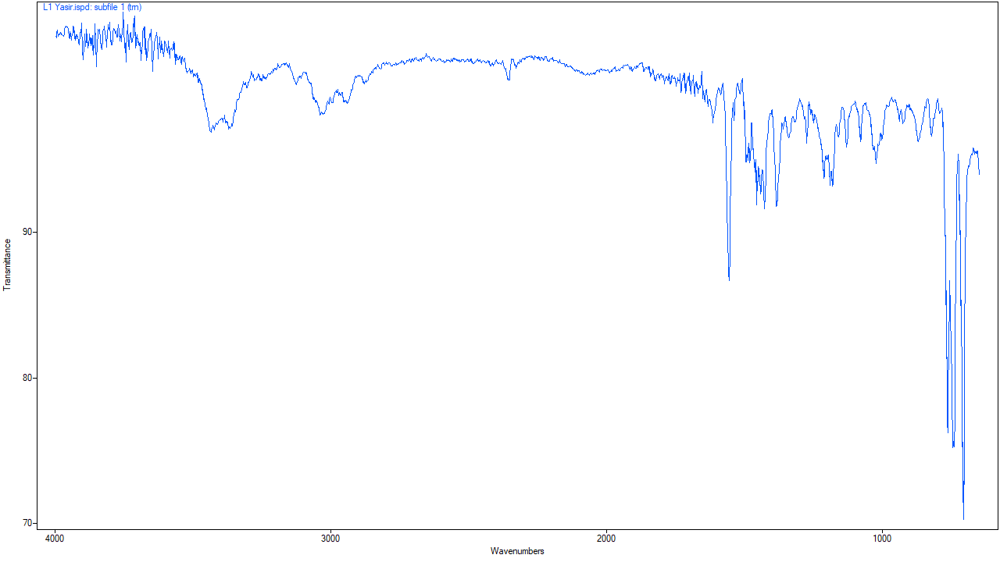 L1 Yasir.ispd: subfile 1 (trn)
90
80
70
Transmittance
4000 3000 2000 1000
Wavenumbers